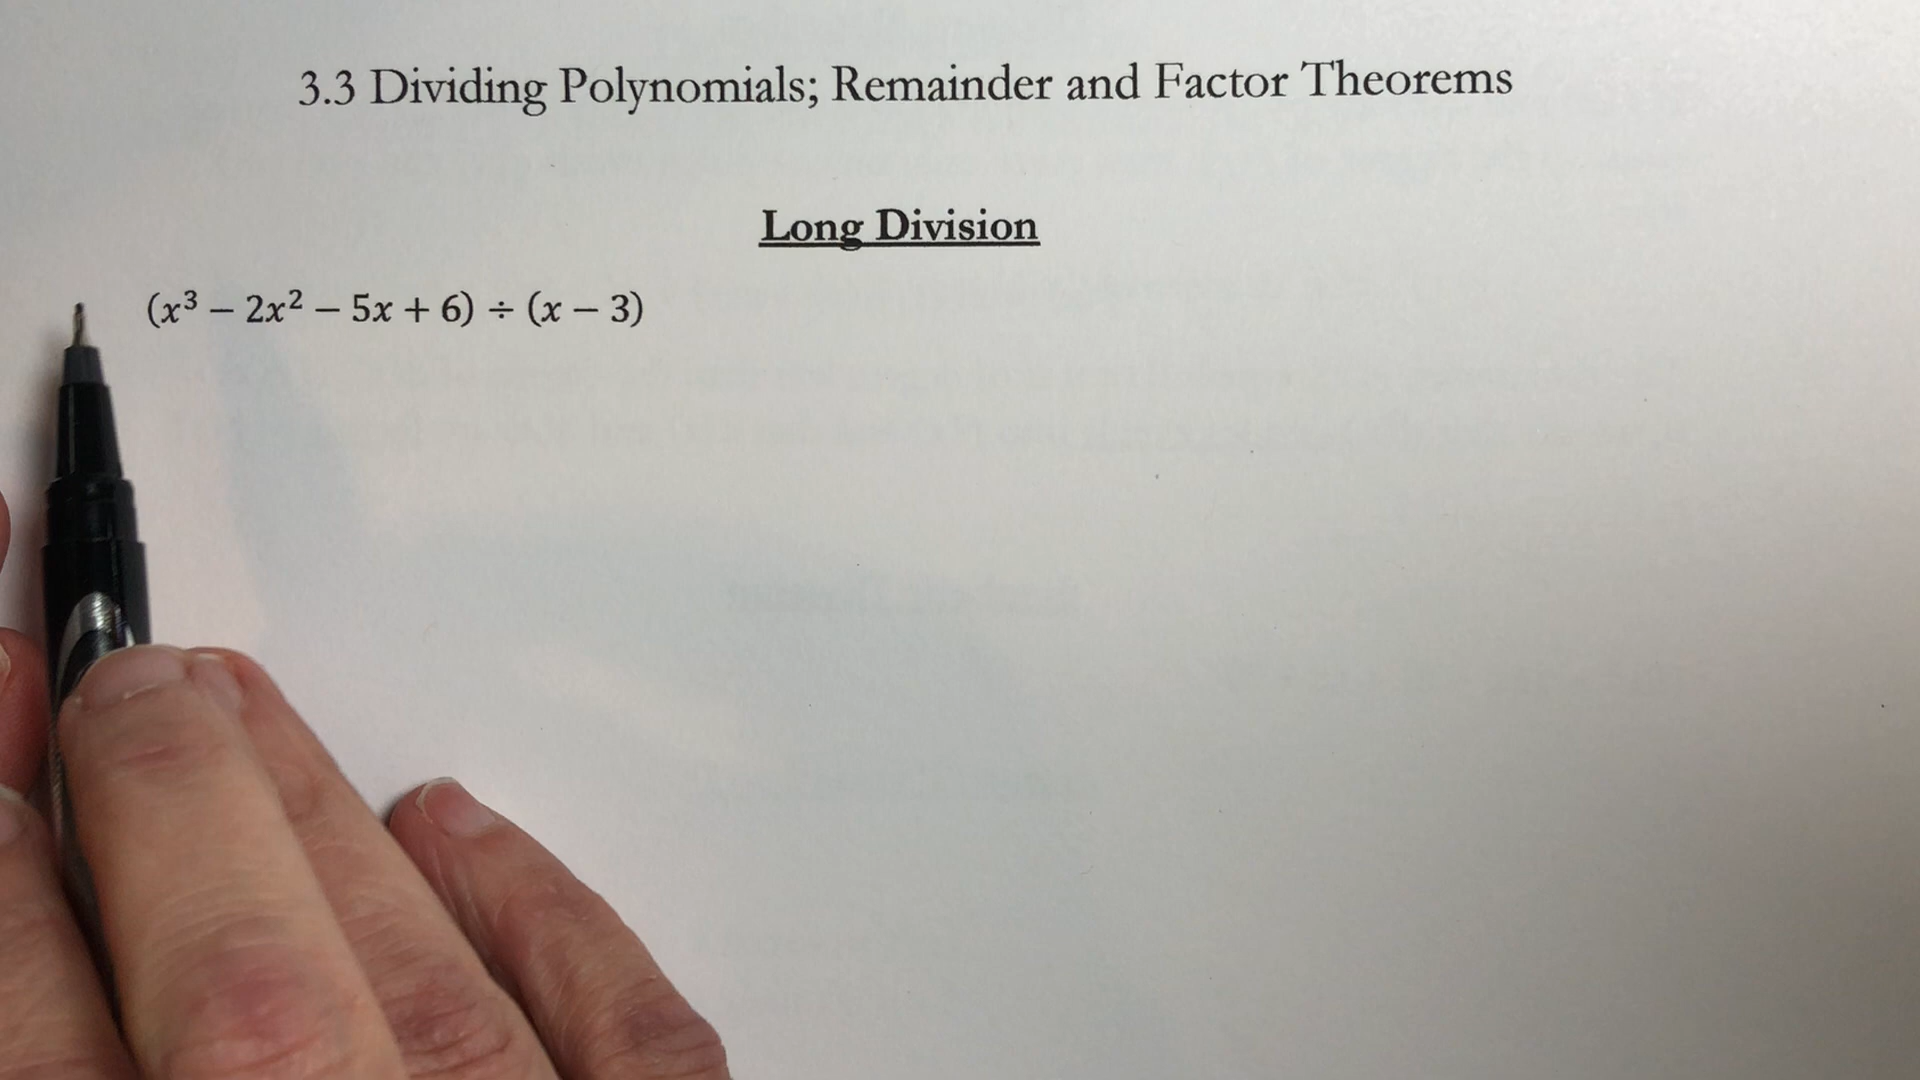 3.3 Dividing Polynomials; Remainder and Factor Theorems
Long Division
(x³ − 2x² − 5x + 6) ÷ (x − 3)